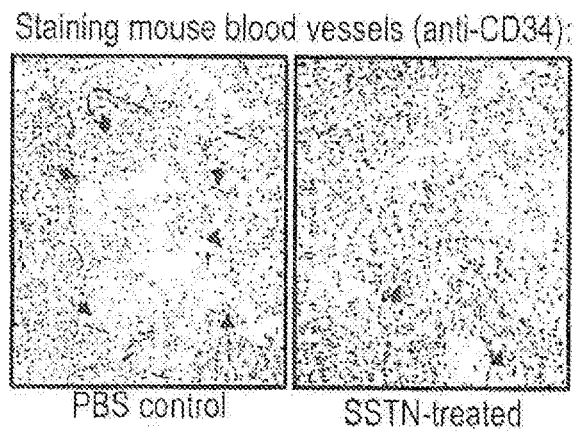 Staining mouse blood vessels (anti-CD34):
PBS control
SSTN-treated